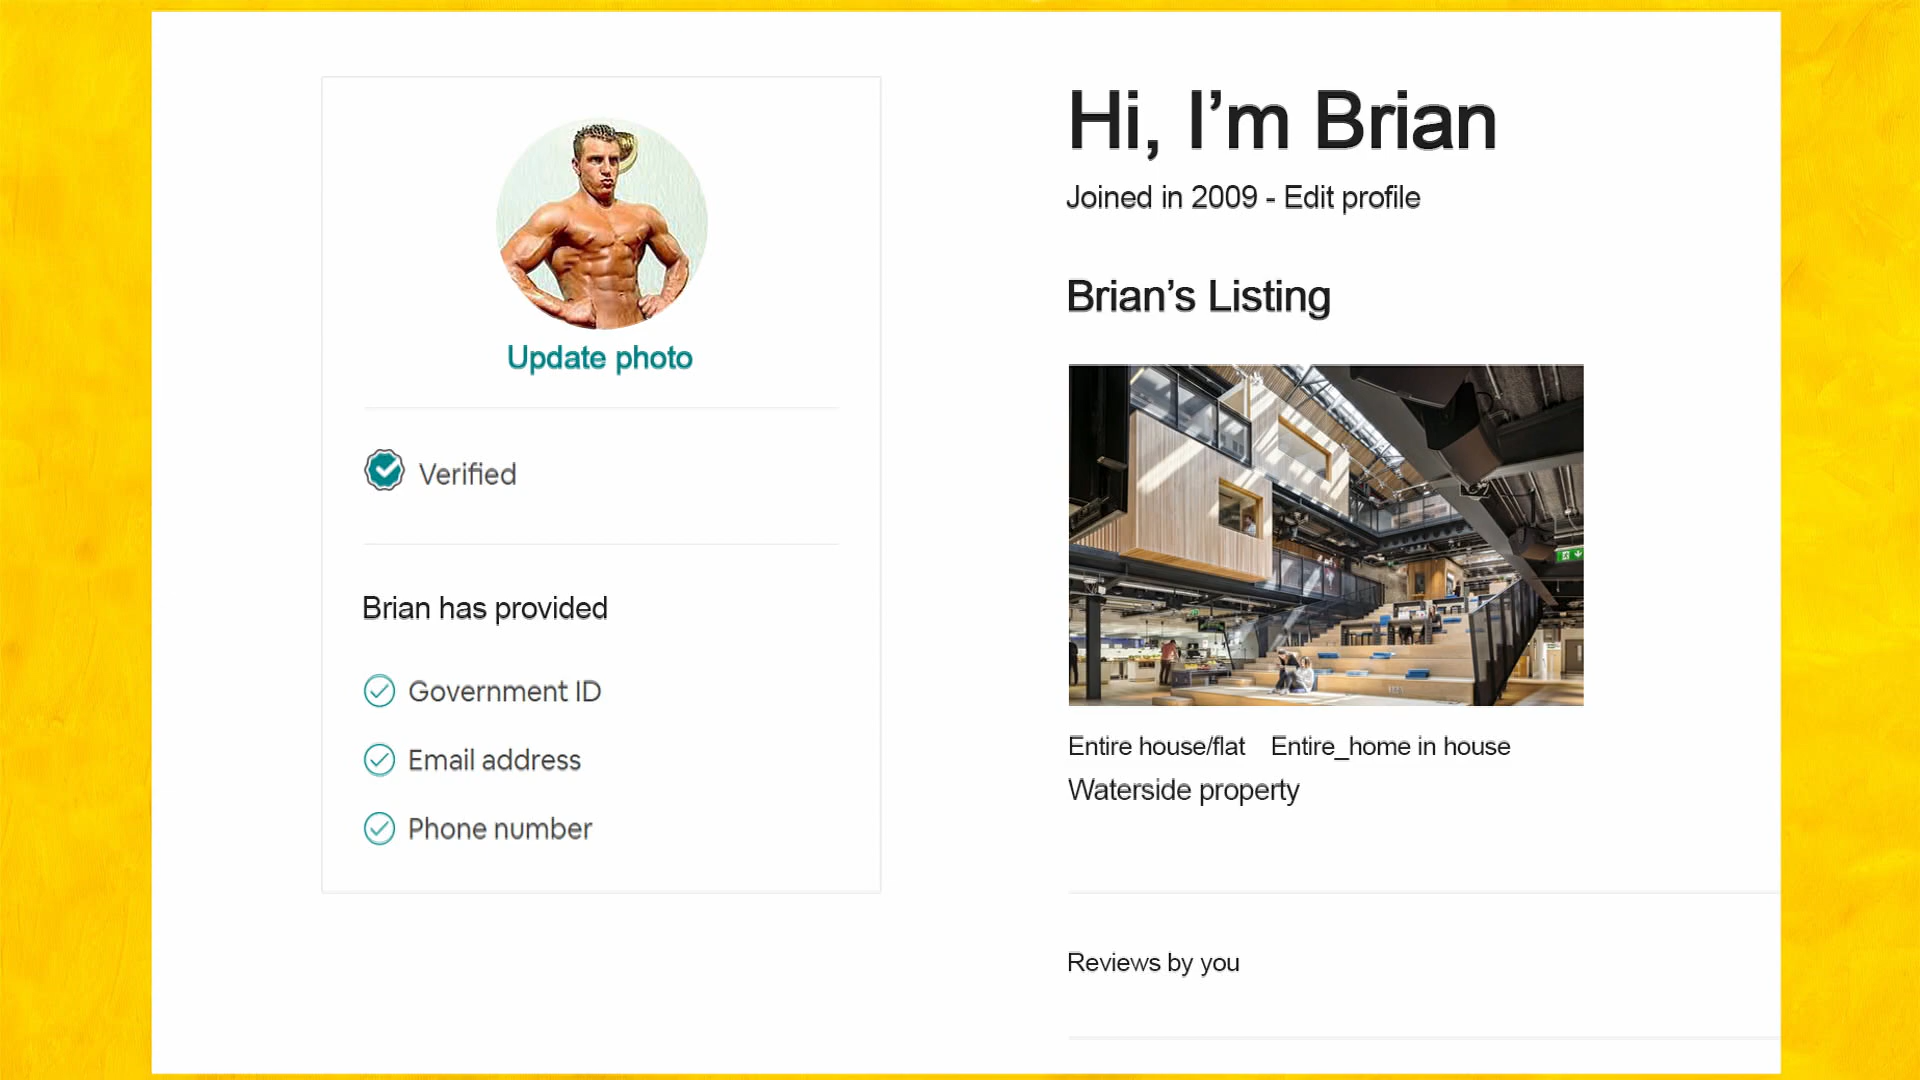 Update photo
Verified
Brian has provided
Government ID
Email address
Phone number
Hi, I’m Brian
Joined in 2009 - Edit profile
Brian’s Listing
Entire house/flat Entire_home in house
Waterside property
Reviews by you